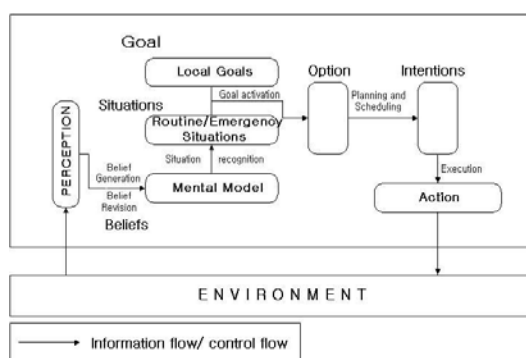 Goal
Local Goals
Goal activation
Option
Intentions
Planning and
Scheduling
Situations
Routine/Emergency
Situations
Situation recognition
PERCEPTION
Belief
Generation
Belief
Revision
Beliefs
Mental Model
Execution
Action
ENVIRONMENT
Information flow/ control flow